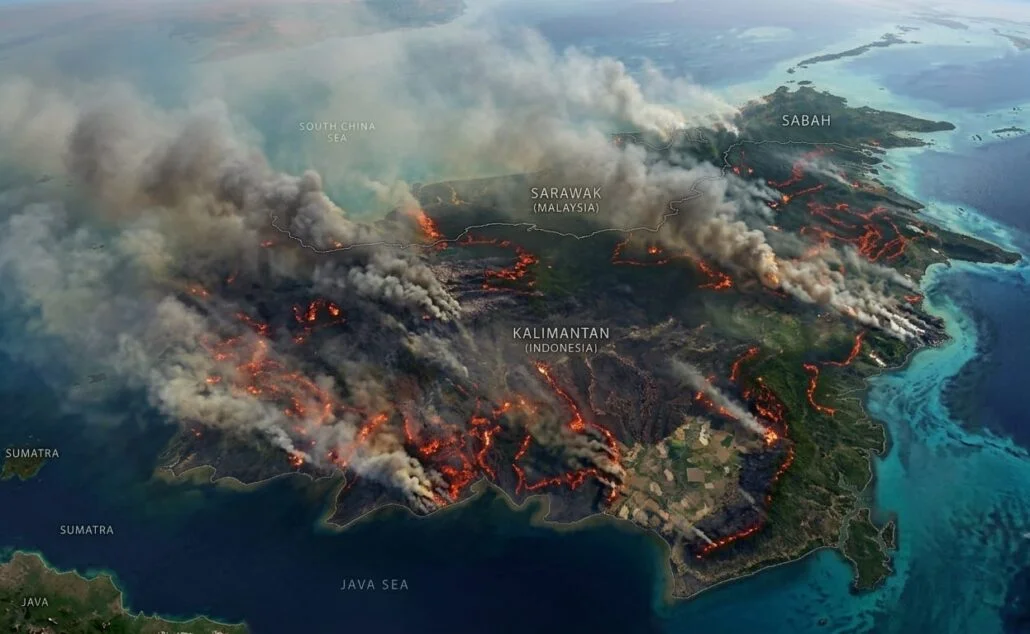 SABAH
SOUTH CHINA
SEA
SARAWAK
(MALAYSIA)
KALIMANTAN
(INDONESIA)
SUMATRA
SUMATRA
JAVA SEA
JAVA